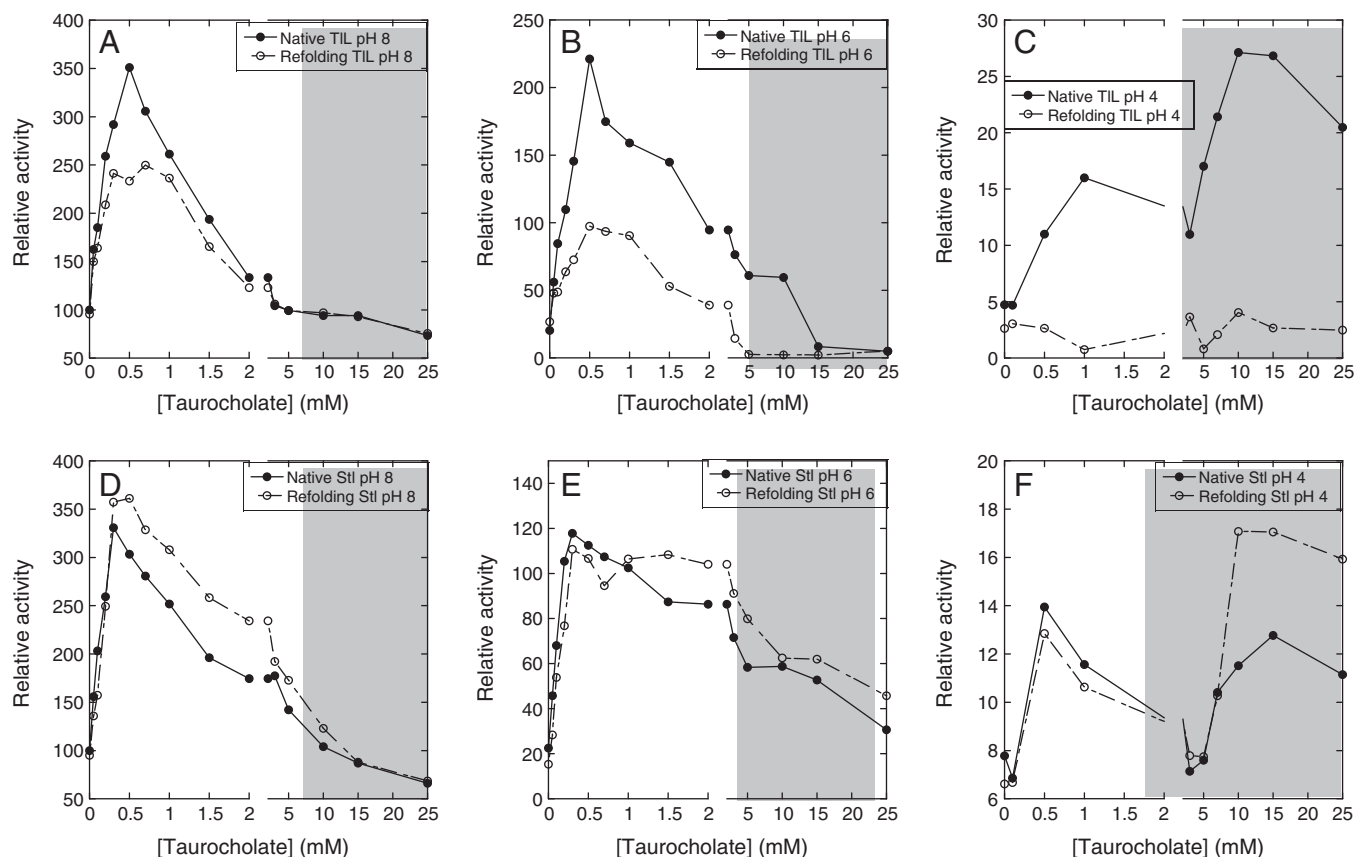 A
Native TlL pH 8
Refolding TlL pH 8
400
350
300
250
200
150
100
50
Relative activity
0 0.5 1 1.5 2 5 10 15 20 25
[Taurocholate] (mM)
B
Native TlL pH 6
Refolding TlL pH 6
250
200
150
100
50
0
Relative activity
0 0.5 1 1.5 2 5 10 15 20 25
[Taurocholate] (mM)
C
Native TlL pH 4
Refolding TlL pH 4
30
25
20
15
10
5
0
Relative activity
0 0.5 1 1.5 2 5 10 15 20 25
[Taurocholate] (mM)
D
Native Stl pH 8
Refolding Stl pH 8
400
350
300
250
200
150
100
50
Relative activity
0 0.5 1 1.5 2 5 10 15 20 25
[Taurocholate] (mM)
E
Native Stl pH 6
Refolding Stl pH 6
140
120
100
80
60
40
20
0
Relative activity
0 0.5 1 1.5 2 5 10 15 20 25
[Taurocholate] (mM)
F
Native Stl pH 4
Refolding Stl pH 4
20
18
16
14
12
10
8
6
Relative activity
0 0.5 1 1.5 2 5 10 15 20 25
[Taurocholate] (mM)